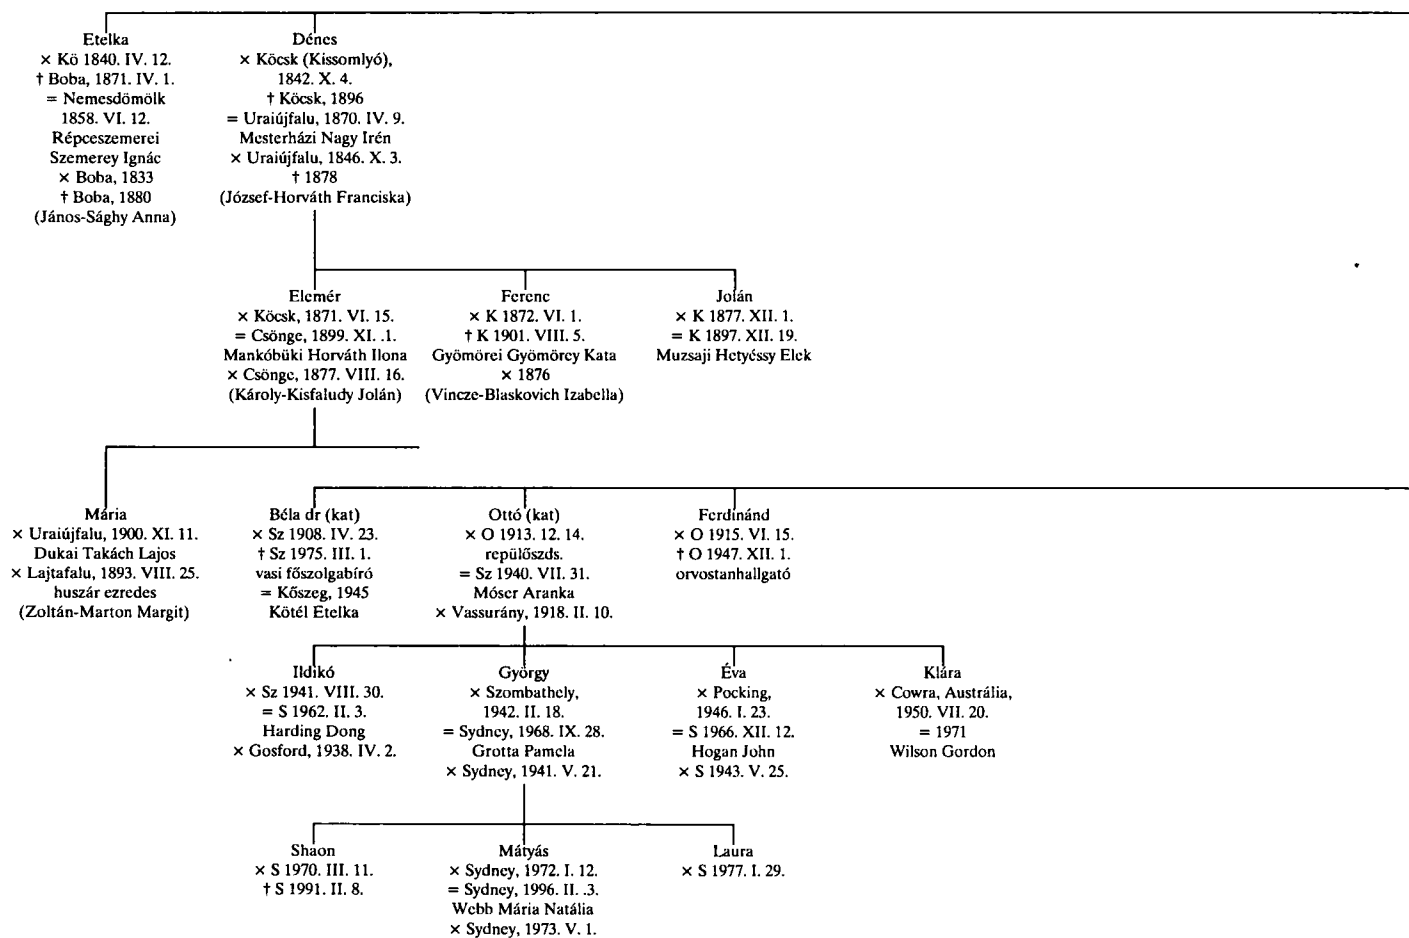 Etelka
× Kö 1840. IV. 12.
† Boba, 1871. IV. 1.
= Nemesdömölk
1858. VI. 12.
Répceszemerei
Szemerey Ignác
× Boba, 1833
† Boba, 1880
(János-Sághy Anna)
Dénes
× Köcsk (Kissomlyó),
1842. X. 4.
† Köcsk, 1896
= Uraiújfalu, 1870. IV. 9.
Mesterházi Nagy Irén
× Uraiújfalu, 1846. X. 3.
† 1878
(József-Horváth Franciska)
Elemér
× Köcsk, 1871. VI. 15.
= Csönge, 1899. XI. .1.
Mankóbüki Horváth Ilona
× Csönge, 1877. VIII. 16.
(Károly-Kisfaludy Jolán)
Ferenc
× K 1872. VI. 1.
† K 1901. VIII. 5.
Gyömörei Gyömörey Kata
× 1876
(Vincze-Blaskovich Izabella)
Jolán
× K 1877. XII. 1.
= K 1897. XII. 19.
Muzsaji Hetyéssy Elek
Mária
× Uraiújfalu, 1900. XI. 11.
Dukai Takách Lajos
× Lajtafalu, 1893. VIII. 25.
huszár ezredes
(Zoltán-Marton Margit)
Béla dr (kat)
× Sz 1908. IV. 23.
† Sz 1975. III. 1.
vasi főszolgabíró
= Kőszeg, 1945
Kötél Etelka
Ottó (kat)
× O 1913. 12. 14.
repülőszds.
= Sz 1940. VII. 31.
Móser Aranka
× Vassurány, 1918. II. 10.
Ferdinánd
× O 1915. VI. 15.
† O 1947. XII. 1.
orvostanhallgató
Ildikó
× Sz 1941. VIII. 30.
= S 1962. II. 3.
Harding Dong
× Gosford, 1938. IV. 2.
György
× Szombathely,
1942. II. 18.
= Sydney, 1968. IX. 28.
Grotta Pamela
× Sydney, 1941. V. 21.
Éva
× Pocking,
1946. I. 23.
= S 1966. XII. 12.
Hogan John
× S 1943. V. 25.
Klára
× Cowra, Austrália,
1950. VII. 20.
= 1971
Wilson Gordon
Shaon
× S 1970. III. 11.
† S 1991. II. 8.
Mátyás
× Sydney, 1972. I. 12.
= Sydney, 1996. II. .3.
Webb Mária Natália
× Sydney, 1973. V. 1.
Laura
× S 1977. I. 29.